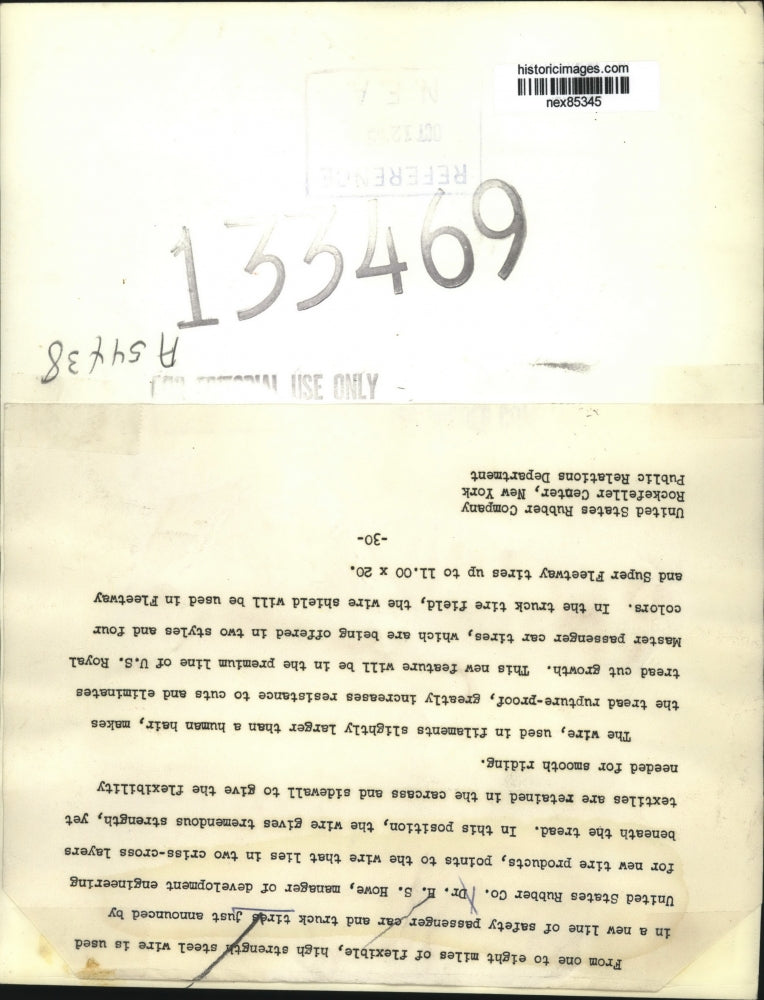 historicimages.com
nex85345
N E A
OCT 12
REFERENCE
133469
A 54438
FOR EDITORIAL USE ONLY
From one to eight miles of flexible, high strength steel wire is used
in a new line of safety passenger car and truck tires just announced by
United States Rubber Co. Dr. H. S. Howe, manager of development engineering
for new tire products, points to the wire that lies in two criss-cross layers
beneath the tread. In this position, the wire gives tremendous strength, yet
textiles are retained in the carcass and sidewall to give the flexibility
needed for smooth riding.
The wire, used in filaments slightly larger than a human hair, makes
the tread rupture-proof, greatly increases resistance to cuts and eliminates
tread cut growth. This new feature will be in the premium line of U.S. Royal
Master passenger car tires, which are being offered in two styles and four
colors. In the truck tire field, the wire shield will be used in Fleetway
and Super Fleetway tires up to 11.00 x 20.
-30-
United States Rubber Company
Rockefeller Center, New York
Public Relations Department